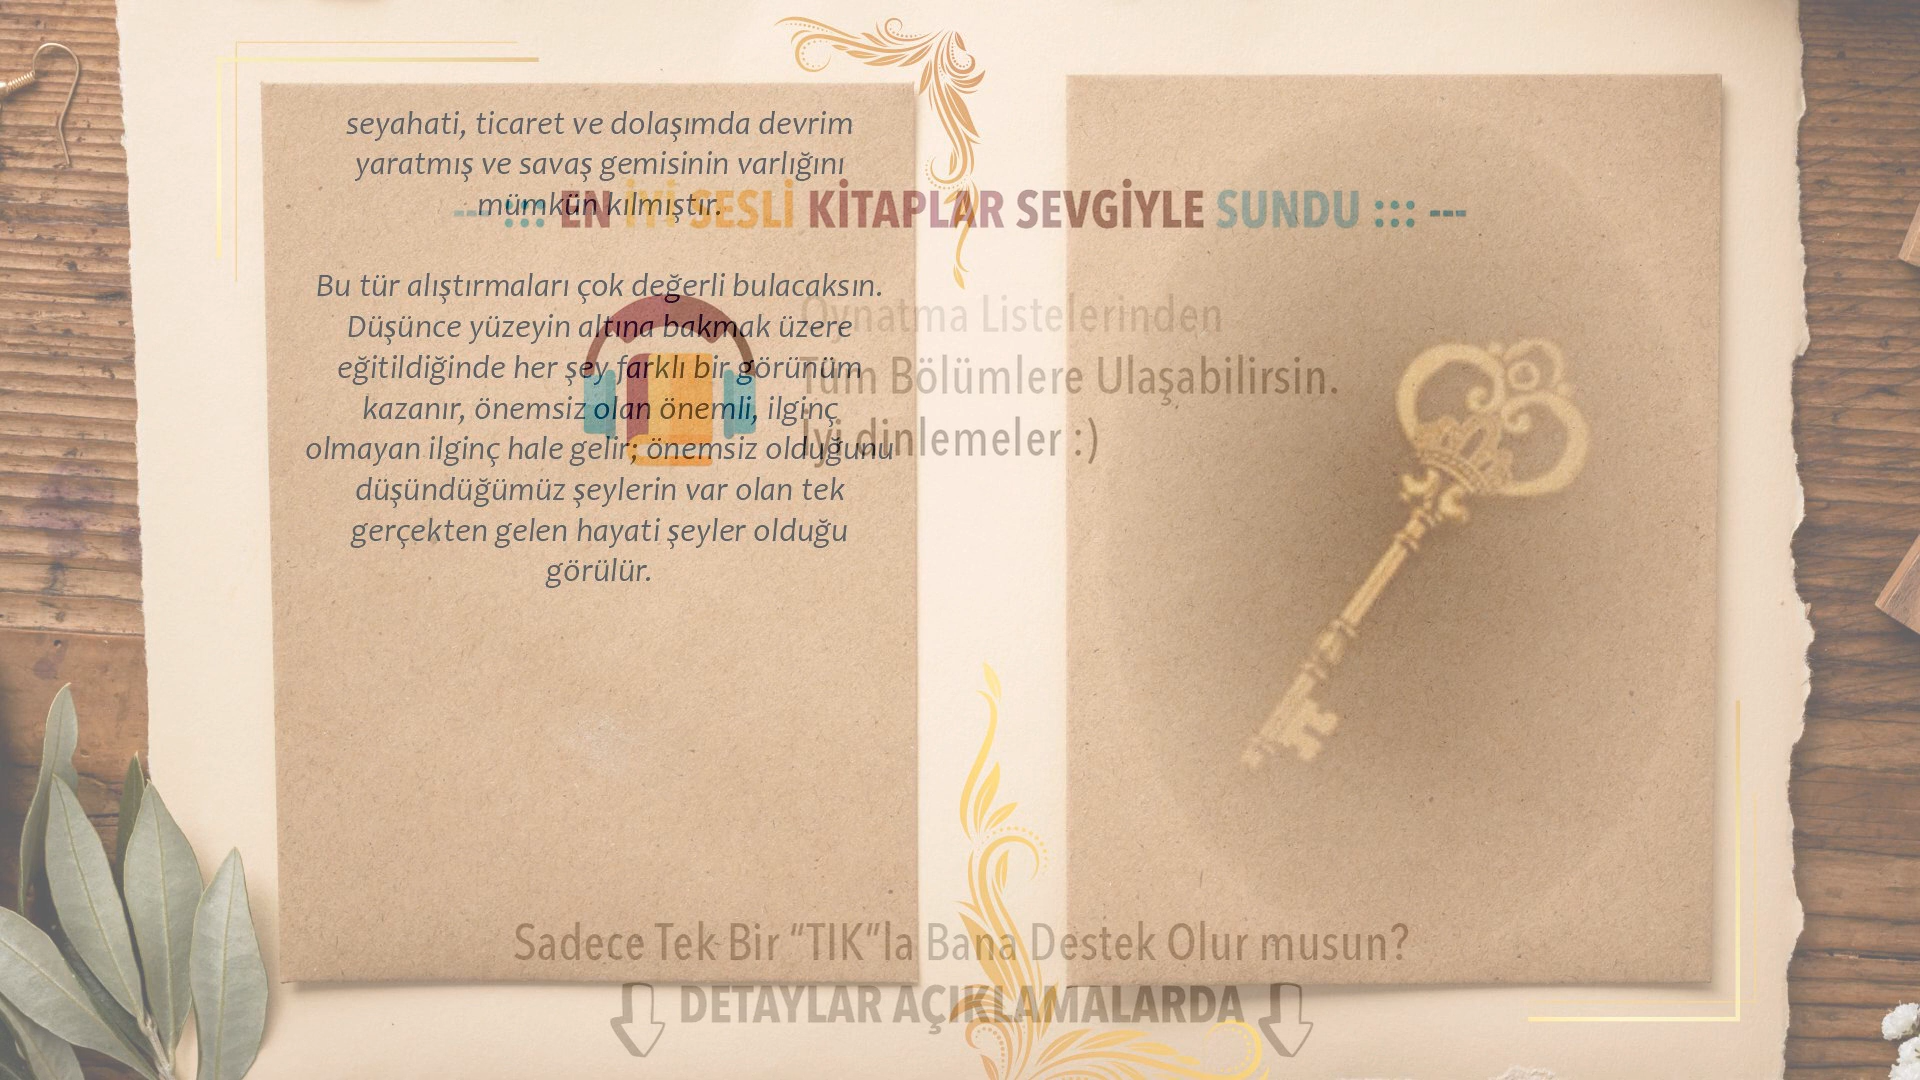 seyahati, ticaret ve dolaşımda devrim
yaratmış ve savaş gemisinin varlığını
mümkün kılmıştır.
--- ::: EN İYİ SESLİ KİTAPLAR SEVGİYLE SUNDU ::: ---
Bu tür alıştırmaları çok değerli bulacaksın.
Düşünce yüzeyin altına bakmak üzere
eğitildiğinde her şey farklı bir görünüm
kazanır, önemsiz olan önemli, ilginç
olmayan ilginç hale gelir; önemsiz olduğunu
düşündüğümüz şeylerin var olan tek
gerçekten gelen hayati şeyler olduğu
görülür.
Oynatma Listelerinden
Tüm Bölümlere Ulaşabilirsin.
İyi dinlemeler :)
Sadece Tek Bir “TIK”la Bana Destek Olur musun?
DETAYLAR AÇIKLAMALARDA